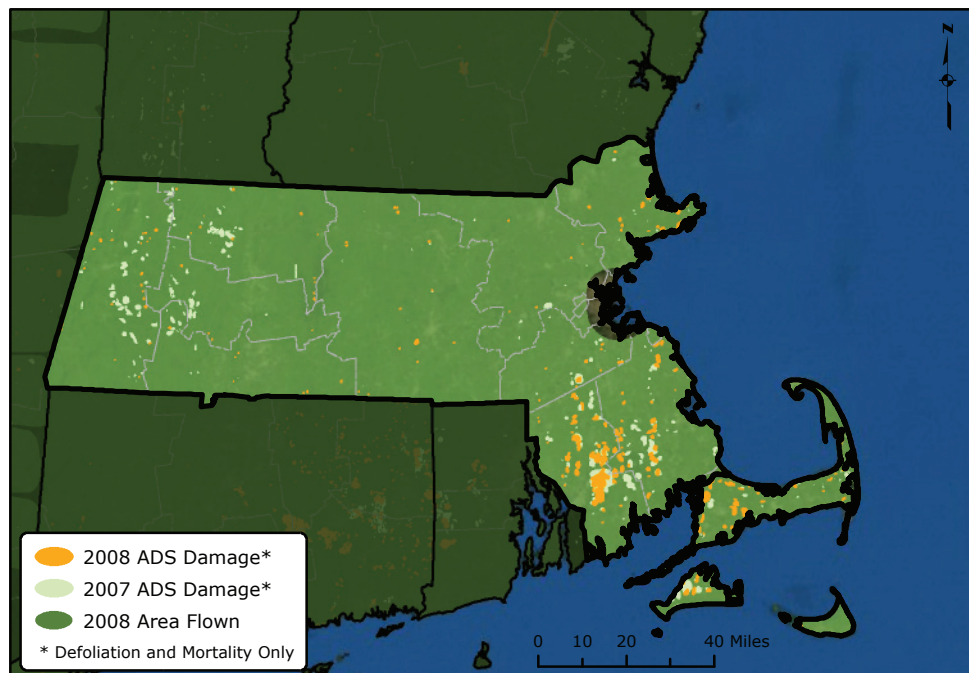 N
2008 ADS Damage*
2007 ADS Damage*
2008 Area Flown
* Defoliation and Mortality Only
0 10 20 40 Miles